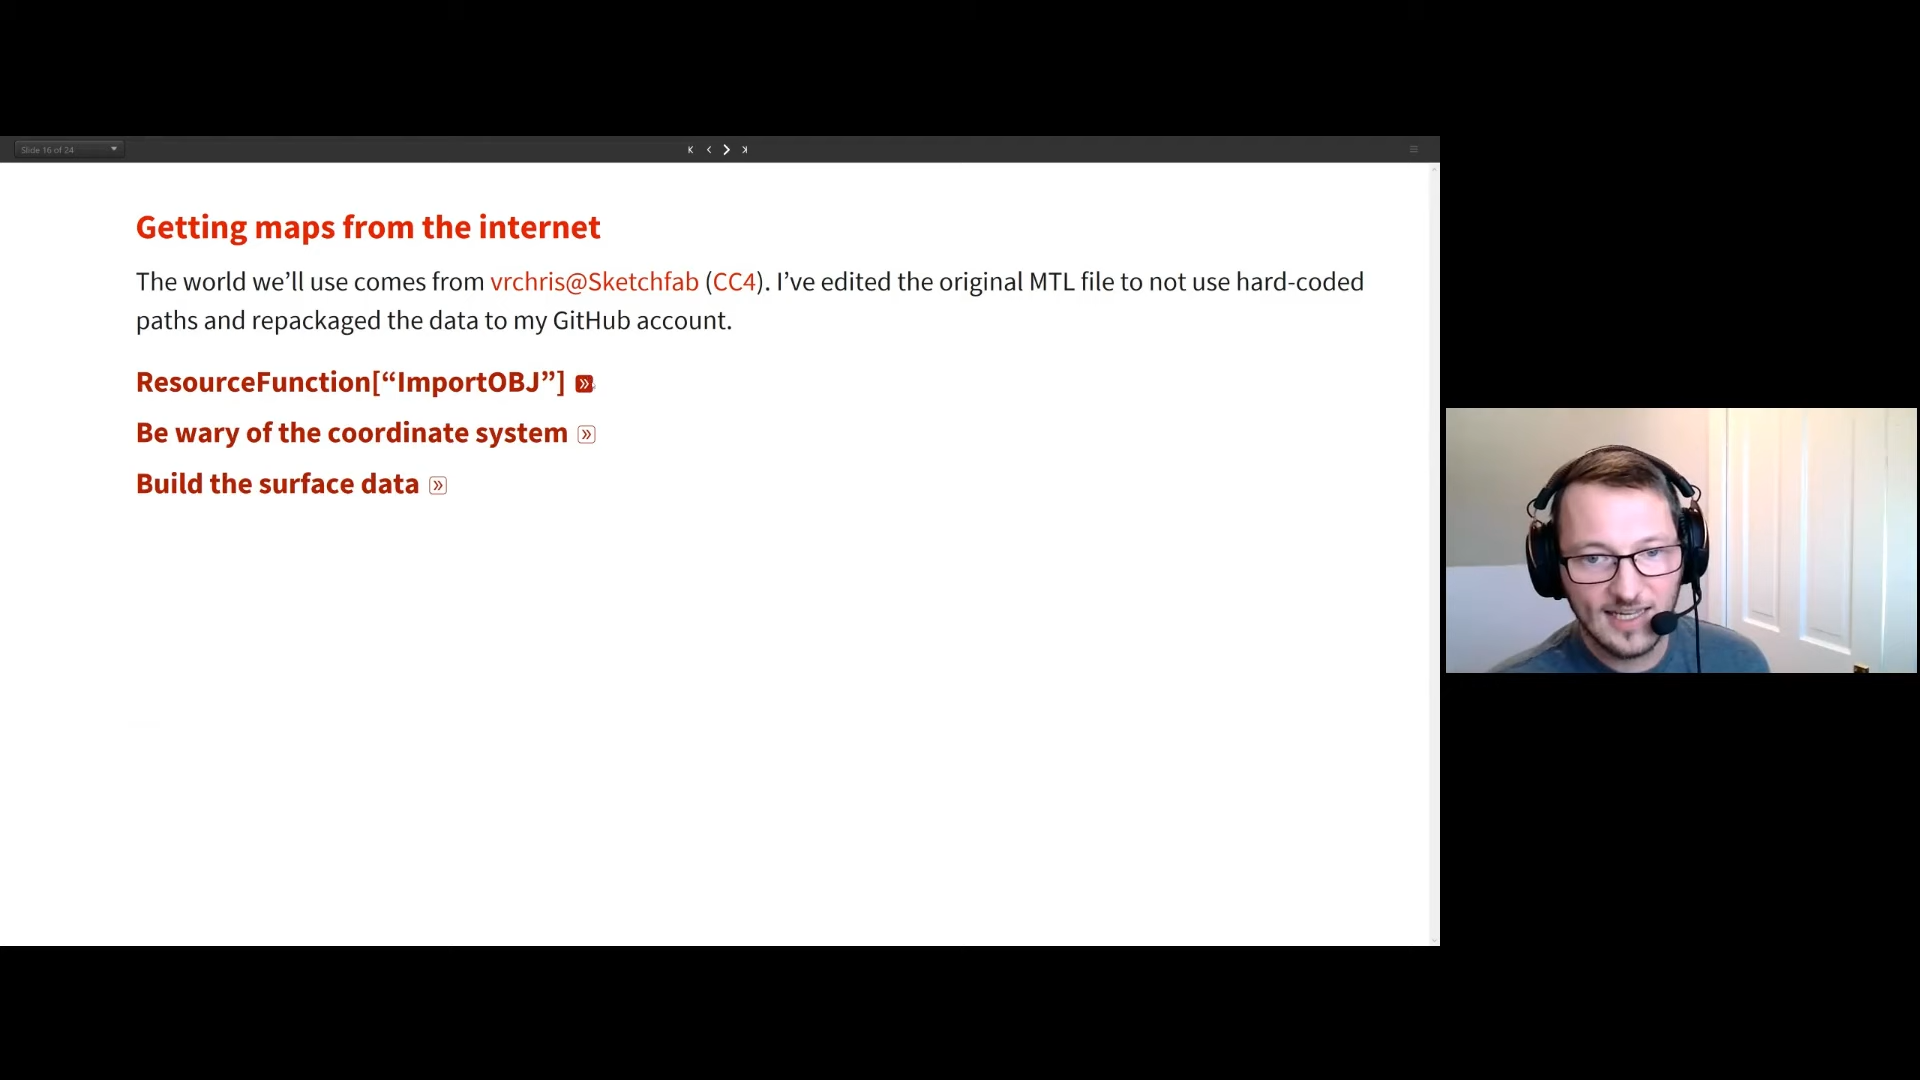 Slide 16 of 24
Getting maps from the internet
The world we’ll use comes from vrchris@Sketchfab (CC4). I’ve edited the original MTL file to not use hard-coded
paths and repackaged the data to my GitHub account.
ResourceFunction[“ImportOBJ”] »
Be wary of the coordinate system »
Build the surface data »